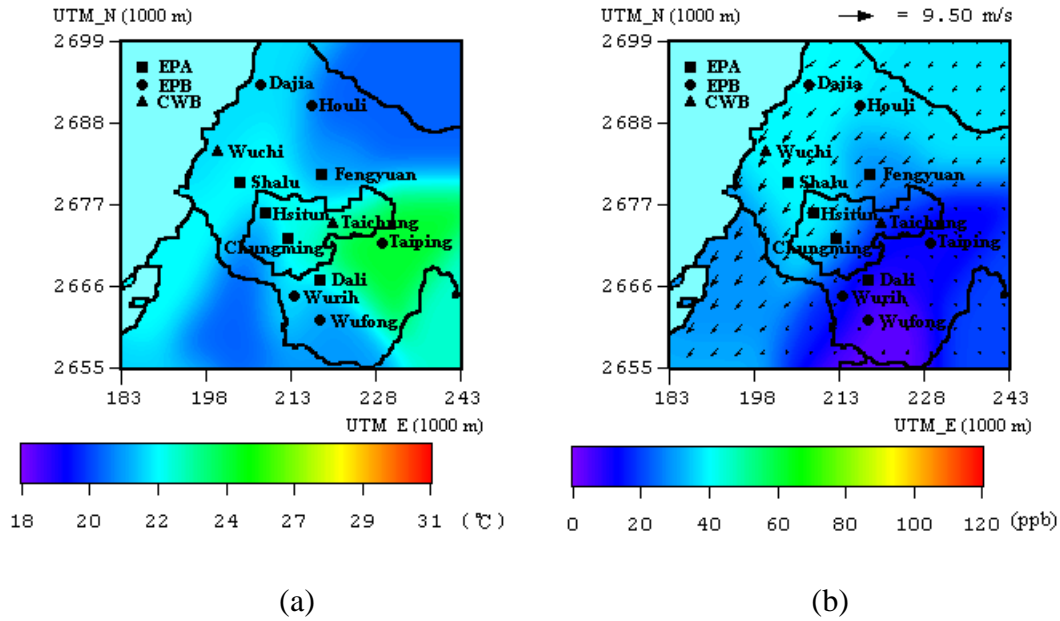 UTM_N (1000 m)
2699
2688
2677
2666
2655
183 198 213 228 243
UTM_E (1000 m)
EPA
EPB
CWB
Dajia
Houli
Wuchi
Fengyuan
Shalu
Hsitun
Taichung
Chungming
Taiping
Dali
Wurih
Wufong
18 20 22 24 27 29 31 (℃)
(a)
UTM_N (1000 m)
= 9.50 m/s
2699
2688
2677
2666
2655
183 198 213 228 243
UTM_E (1000 m)
EPA
EPB
CWB
Dajia
Houli
Wuchi
Fengyuan
Shalu
Hsitun
Taichung
Chungming
Taiping
Dali
Wurih
Wufong
0 20 40 60 80 100 120 (ppb)
(b)